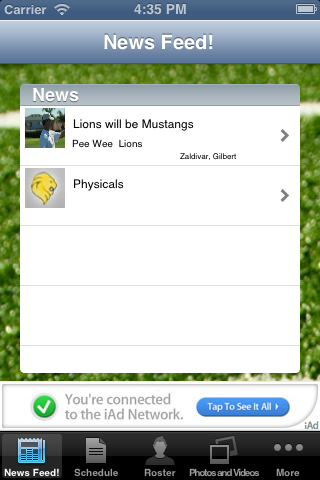 Carrier 4:35 PM
News Feed!
News
Lions will be Mustangs
Pee Wee Lions
Zaldivar, Gilbert
Physicals
You're connected
to the iAd Network.
Tap To See It All
iAd
News Feed! Schedule Roster Photos and Videos More